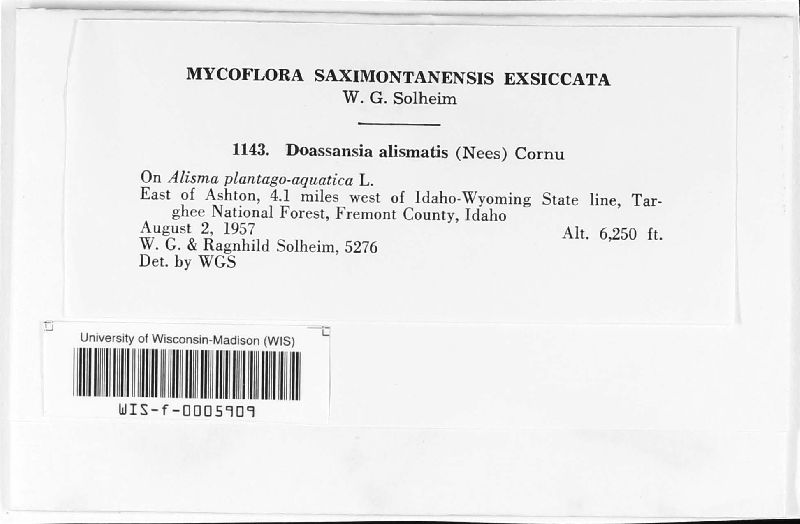 MYCOFLORA SAXIMONTANENSIS EXSICCATA
W. G. Solheim
1143. Doassansia alismatis (Nees) Cornu
On Alisma plantago-aquatica L.
East of Ashton, 4.1 miles west of Idaho-Wyoming State line, Tar-
ghee National Forest, Fremont County, Idaho
August 2, 1957 Alt. 6,250 ft.
W. G. & Ragnhild Solheim, 5276
Det. by WGS
University of Wisconsin-Madison (WIS)
WIS-f-0005909